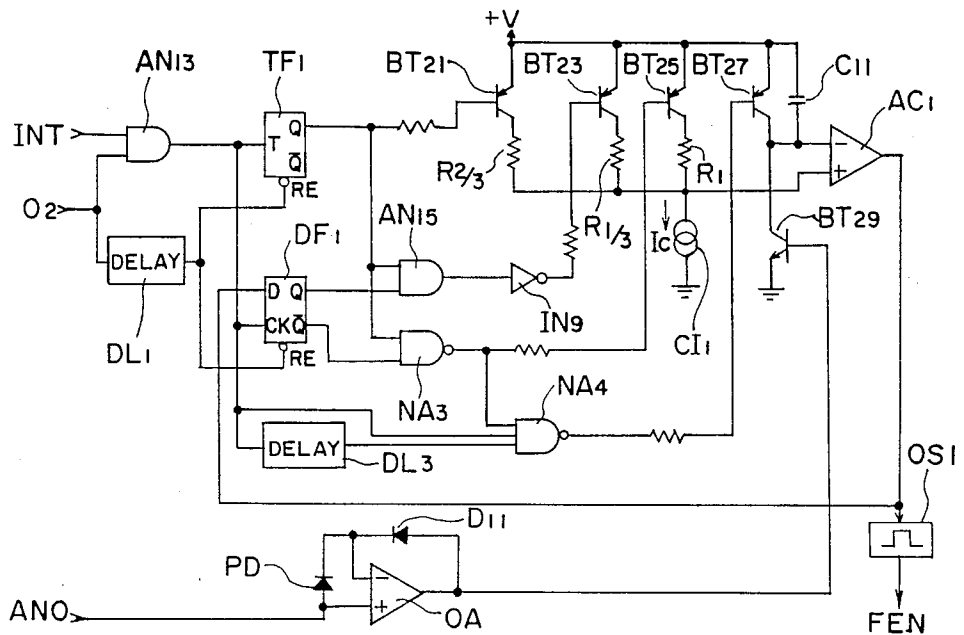 +V
AN13
TF1
BT21
BT23
BT25
BT27
C11
AC1
INT
T
Q
Q̅
RE
R2/3
R1/3
R1
O2
AN15
Ic
BT29
DF1
DELAY
D
Q
CK
Q̅
RE
IN9
CI1
DL1
NA3
NA4
DELAY
DL3
OS1
D11
PD
ANO
OA
FEN